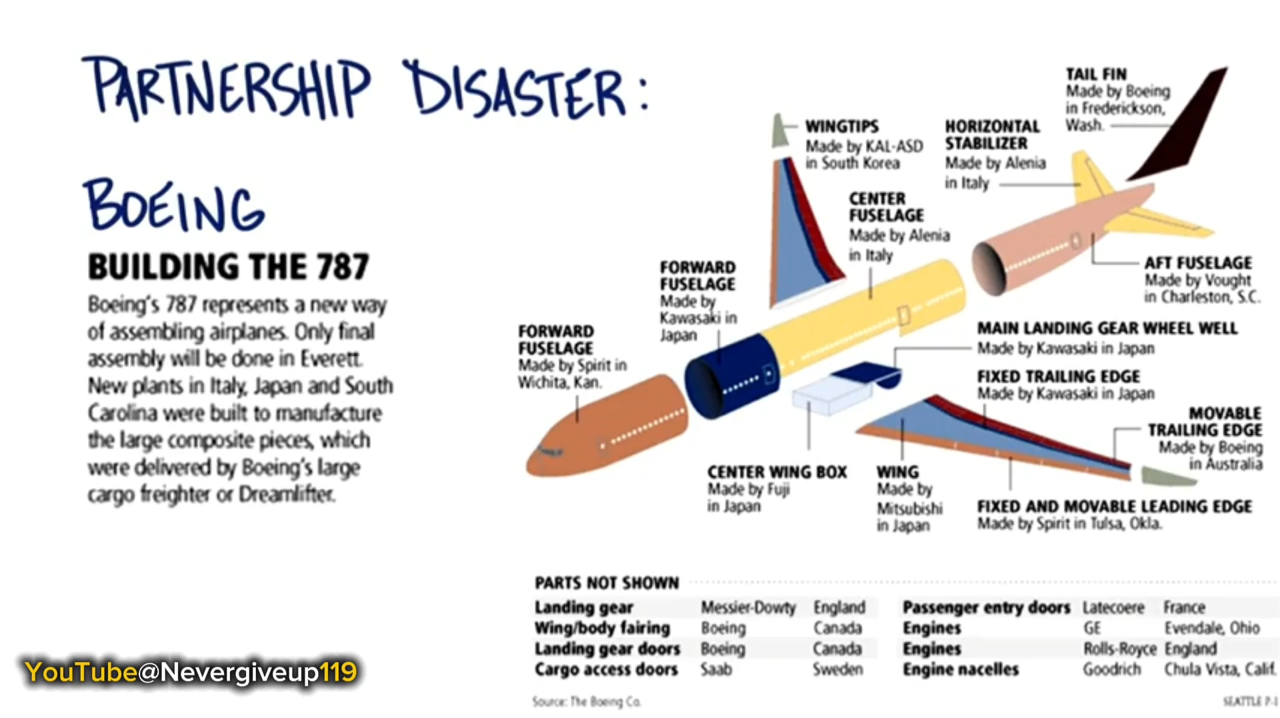 PARTNERSHIP DISASTER:
BOEING
BUILDING THE 787
Boeing's 787 represents a new way
of assembling airplanes. Only final
assembly will be done in Everett.
New plants in Italy, Japan and South
Carolina were built to manufacture
the large composite pieces, which
were delivered by Boeing's large
cargo freighter or Dreamlifter.
TAIL FIN
Made by Boeing
in Frederickson,
Wash.
WINGTIPS
Made by KAL-ASD
in South Korea
HORIZONTAL
STABILIZER
Made by Alenia
in Italy
CENTER
FUSELAGE
Made by Alenia
in Italy
FORWARD
FUSELAGE
Made by
Kawasaki in
Japan
AFT FUSELAGE
Made by Vought
in Charleston, S.C.
FORWARD
FUSELAGE
Made by Spirit in
Wichita, Kan.
MAIN LANDING GEAR WHEEL WELL
Made by Kawasaki in Japan
FIXED TRAILING EDGE
Made by Kawasaki in Japan
MOVABLE
TRAILING EDGE
Made by Boeing
in Australia
CENTER WING BOX
Made by Fuji
in Japan
WING
Made by
Mitsubishi
in Japan
FIXED AND MOVABLE LEADING EDGE
Made by Spirit in Tulsa, Okla.
PARTS NOT SHOWN
Landing gear Messier-Dowty England Passenger entry doors Latecoere France
Wing/body fairing Boeing Canada Engines GE Evendale, Ohio
Landing gear doors Boeing Canada Engines Rolls-Royce England
Cargo access doors Saab Sweden Engine nacelles Goodrich Chula Vista, Calif.
Source: The Boeing Co. SEATTLE P-I
YouTube@Nevergiveup119